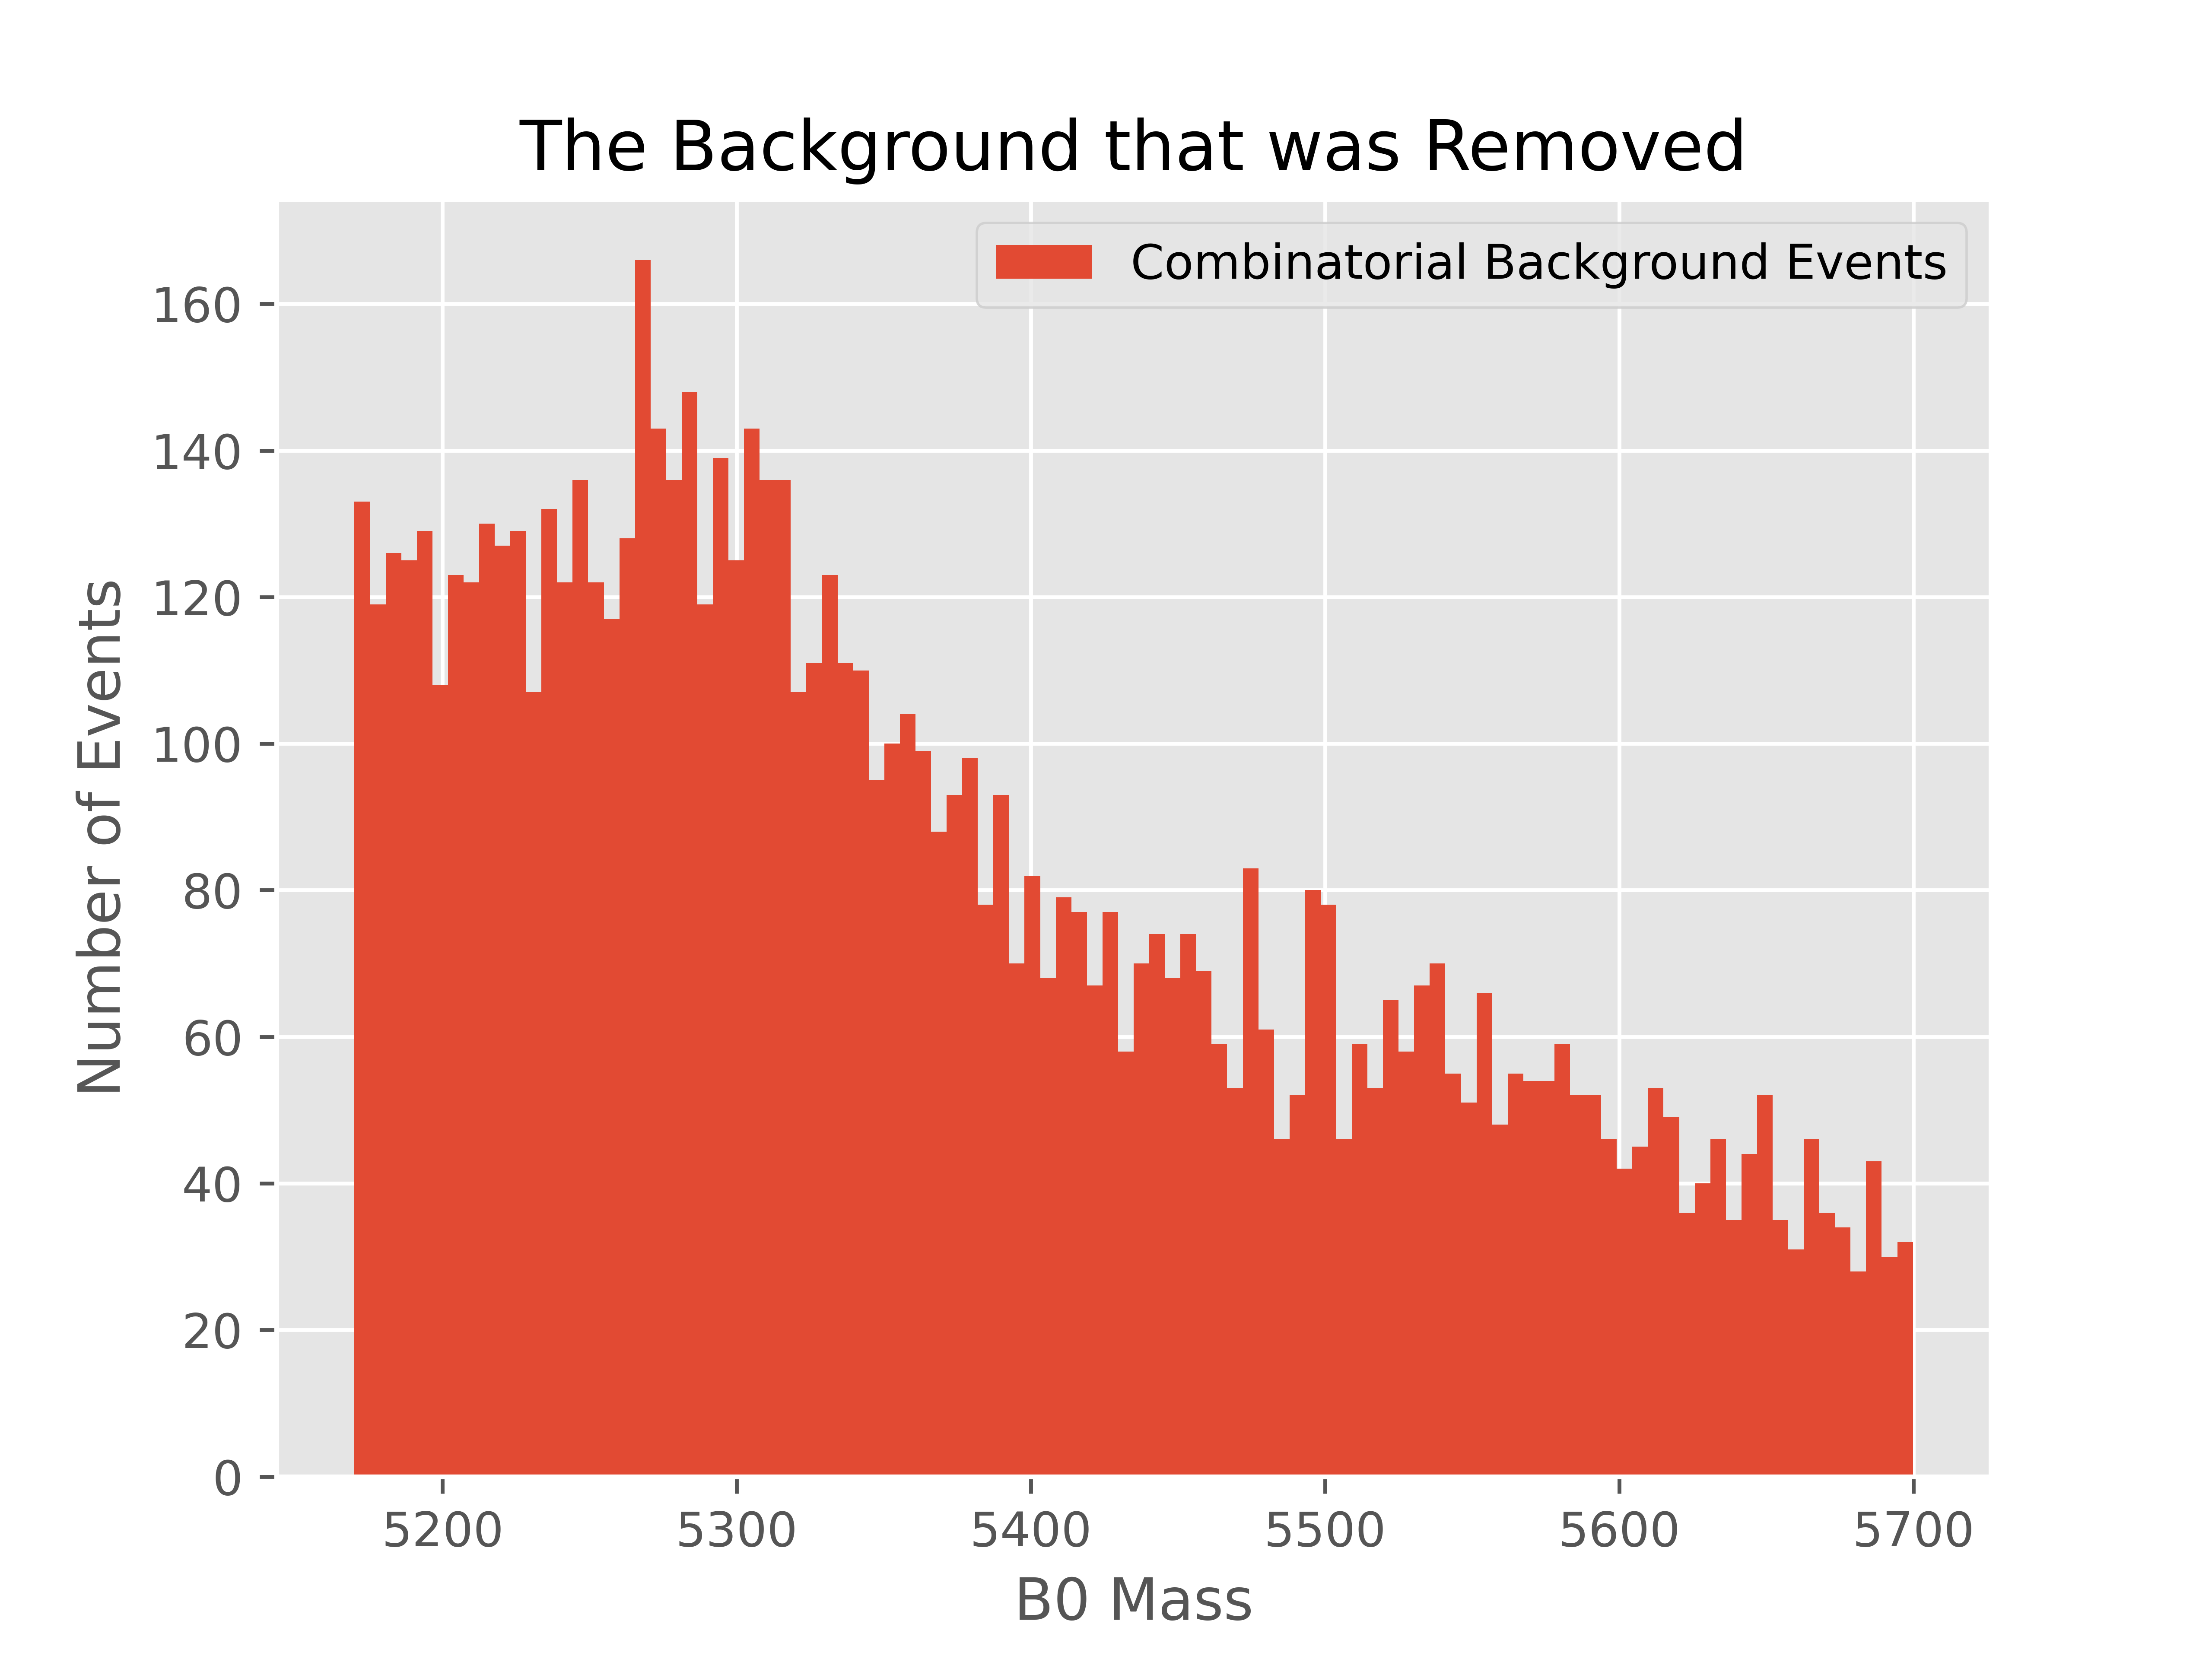 The Background that was Removed
Combinatorial Background Events
Number of Events
160
140
120
100
80
60
40
20
0
5200 5300 5400 5500 5600 5700
B0 Mass